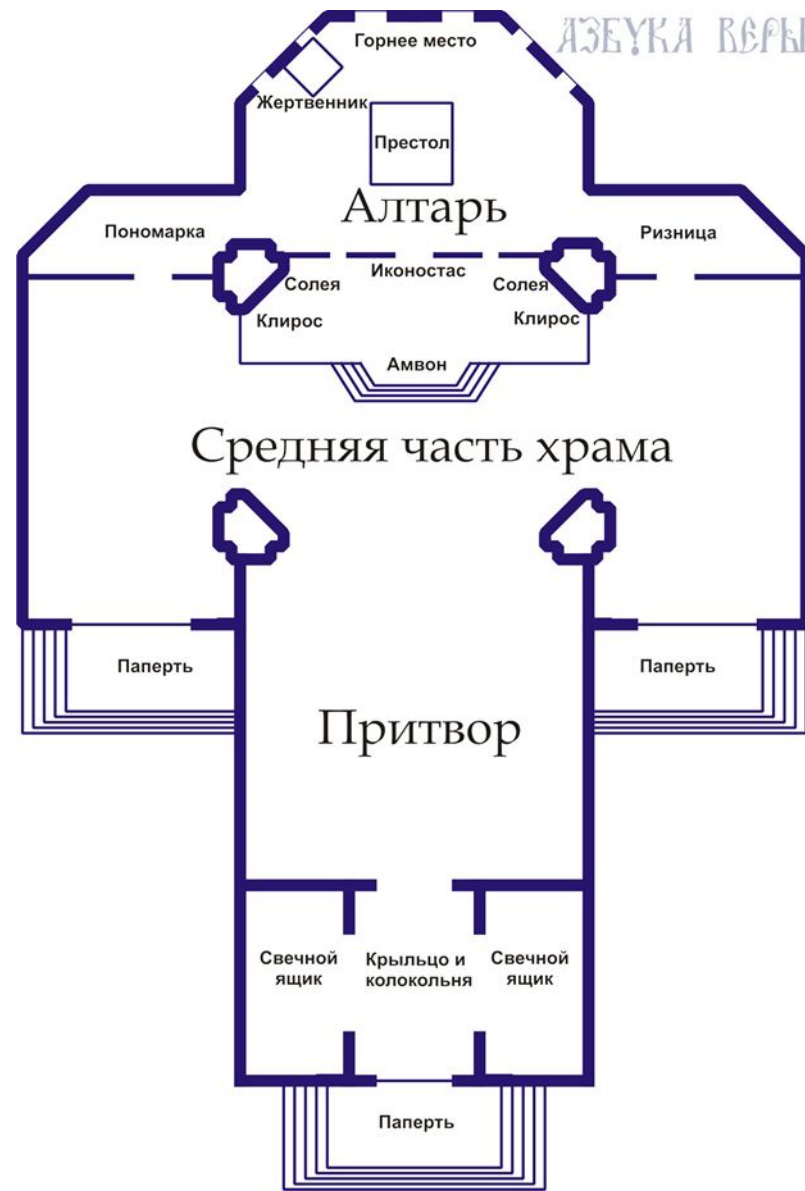 АЗБУКА ВЕРЫ
Горнее место
Жертвенник
Престол
Алтарь
Пономарка
Ризница
Иконостас
Солея
Солея
Клирос
Клирос
Амвон
Средняя часть храма
Паперть
Паперть
Притвор
Свечной
ящик
Крыльцо и
колокольня
Свечной
ящик
Паперть